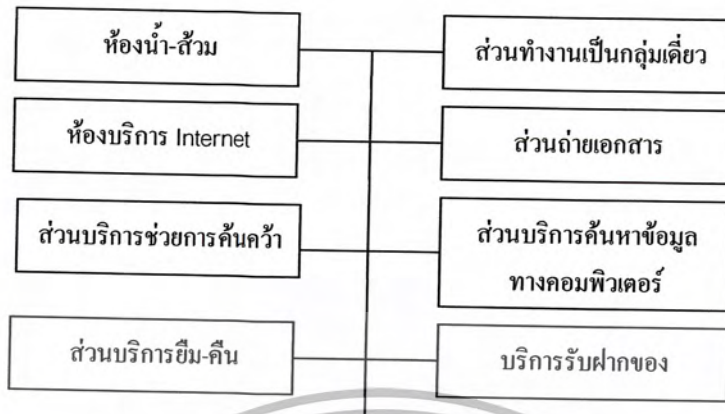 ห้องน้ำ-ส้วม
ส่วนทำงานเป็นกลุ่มเดี่ยว
ห้องบริการ Internet
ส่วนถ่ายเอกสาร
ส่วนบริการช่วยการค้นคว้า
ส่วนบริการค้นหาข้อมูล
ทางคอมพิวเตอร์
ส่วนบริการยืม-คืน
บริการรับฝากของ